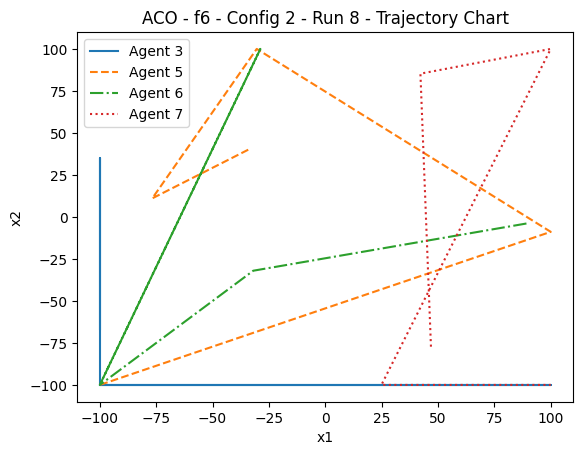 ACO - f6 - Config 2 - Run 8 - Trajectory Chart
Agent 3
Agent 5
Agent 6
Agent 7
100
75
50
25
0
−25
−50
−75
−100
x2
−100
−75
−50
−25
0
25
50
75
100
x1